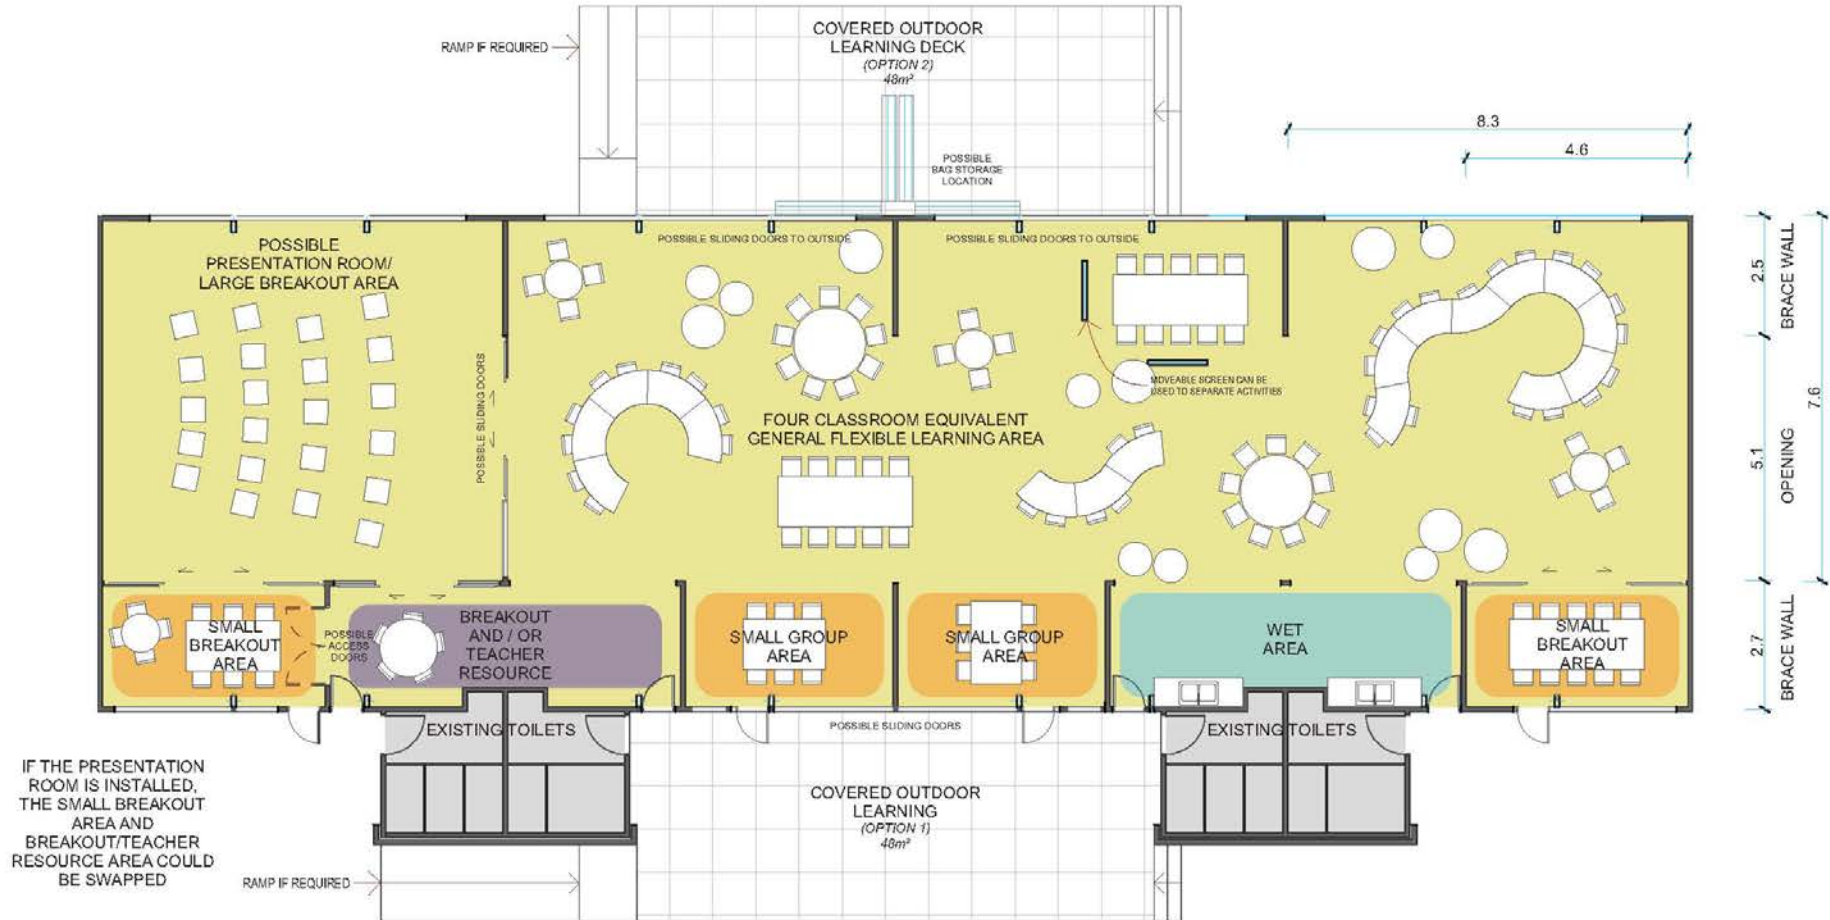 COVERED OUTDOOR
LEARNING DECK
(OPTION 2)
48m²
RAMP IF REQUIRED
8.3
4.6
POSSIBLE
BAG STORAGE
LOCATION
POSSIBLE
PRESENTATION ROOM/
LARGE BREAKOUT AREA
POSSIBLE SLIDING DOORS TO OUTSIDE
POSSIBLE SLIDING DOORS TO OUTSIDE
2.5
BRACE WALL
POSSIBLE SLIDING DOORS
MOVEABLE SCREEN CAN BE
USED TO SEPARATE ACTIVITIES
7.6
FOUR CLASSROOM EQUIVALENT
GENERAL FLEXIBLE LEARNING AREA
5.1
OPENING
SMALL
BREAKOUT
AREA
POSSIBLE
ACCESS
DOORS
BREAKOUT
AND / OR
TEACHER
RESOURCE
SMALL GROUP
AREA
SMALL GROUP
AREA
WET
AREA
SMALL
BREAKOUT
AREA
2.7
BRACE WALL
EXISTING TOILETS
POSSIBLE SLIDING DOORS
EXISTING TOILETS
IF THE PRESENTATION
ROOM IS INSTALLED,
THE SMALL BREAKOUT
AREA AND
BREAKOUT/TEACHER
RESOURCE AREA COULD
BE SWAPPED
COVERED OUTDOOR
LEARNING
(OPTION 1)
48m²
RAMP IF REQUIRED